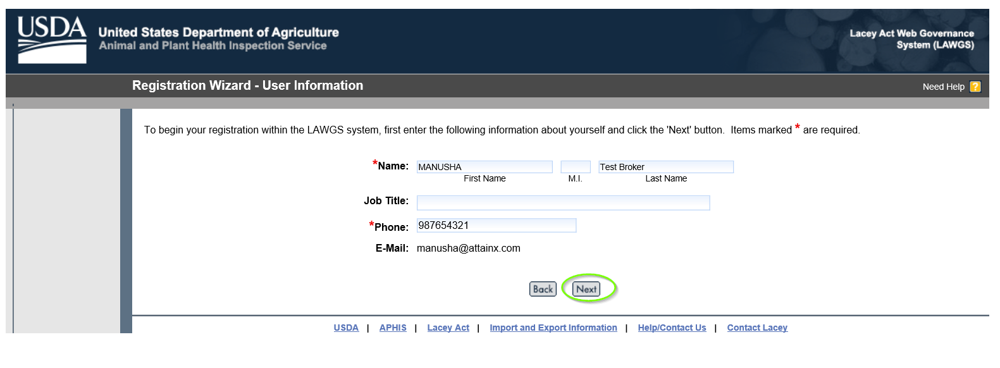 USDA
United States Department of Agriculture
Animal and Plant Health Inspection Service
Lacey Act Web Governance
System (LAWGS)
Registration Wizard - User Information
Need Help ?
To begin your registration within the LAWGS system, first enter the following information about yourself and click the 'Next' button. Items marked * are required.
*Name: MANUSHA Test Broker
First Name M.I. Last Name
Job Title:
*Phone: 987654321
E-Mail: manusha@attainx.com
Back Next
USDA | APHIS | Lacey Act | Import and Export Information | Help/Contact Us | Contact Lacey